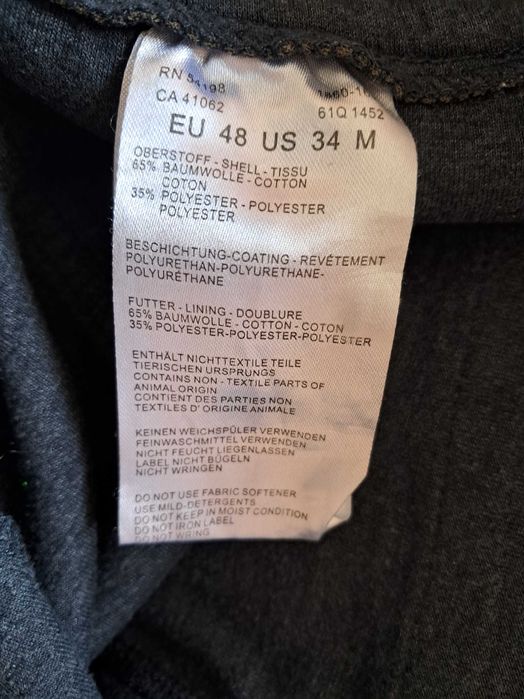 RN 54198
CA 41062
61Q 1452
EU 48 US 34 M
OBERSTOFF - SHELL - TISSU
65% BAUMWOLLE - COTTON
COTON
35% POLYESTER - POLYESTER
POLYESTER
BESCHICHTUNG-COATING - REVÉTEMENT
POLYURETHAN-POLYURETHANE-
POLYURÉTHANE
FUTTER - LINING - DOUBLURE
65% BAUMWOLLE - COTTON - COTON
35% POLYESTER-POLYESTER-POLYESTER
ENTHÄLT NICHTTEXTILE TEILE
TIERISCHEN URSPRUNGS
CONTAINS NON - TEXTILE PARTS OF
ANIMAL ORIGIN
CONTIENT DES PARTIES NON
TEXTILES D' ORIGINE ANIMALE
KEINEN WEICHSPÜLER VERWENDEN
FEINWASCHMITTEL VERWENDEN
NICHT FEUCHT LIEGENLASSEN
LABEL NICHT BÜGELN
NICHT WRINGEN
DO NOT USE FABRIC SOFTENER
USE MILD-DETERGENTS
DO NOT KEEP IN MOIST CONDITION
DO NOT IRON LABEL
DO NOT WRING